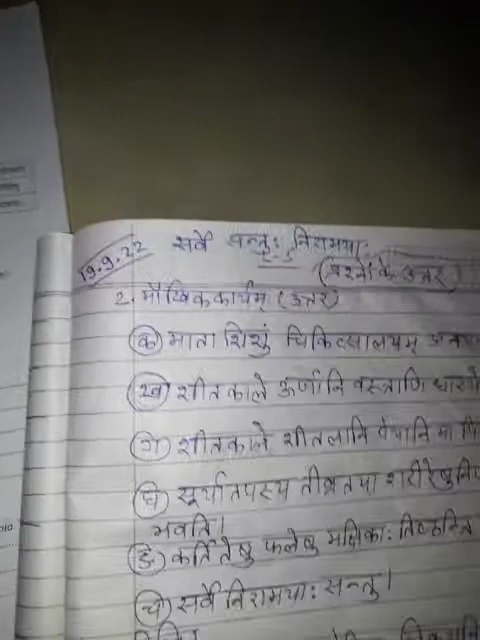 19.9.22
सर्वे सन्तु: निरामया:
(प्रश्नों के उत्तर)
2. मौखिककार्यम् (उत्तर)
(क) माता शिशुं चिकित्सालयम्
(ख) शीतकाले ऊर्णानि वस्त्राणि
(ग) शीतकाले शीतलानि पेयानि मा
(घ) सूर्यातपस्य तीव्रतया शरीरेषु
भवति।
(ङ) कर्तितेषु फलेषु मक्षिका: तिष्ठन्ति
(च) सर्वे निरामया: सन्तु।